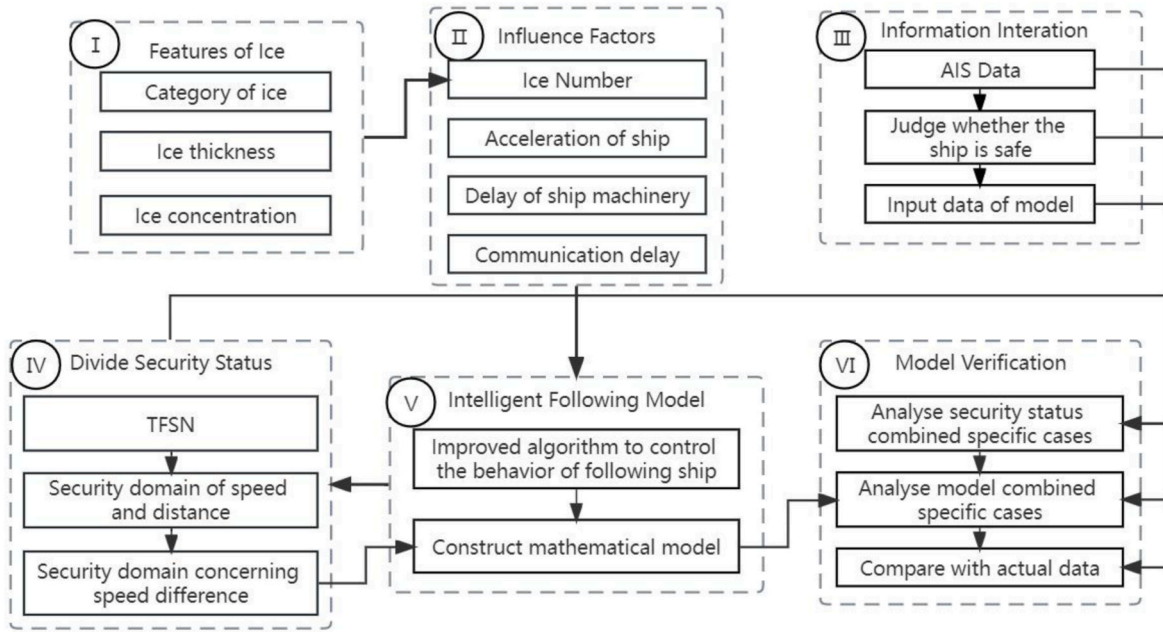 I
Features of Ice
Category of ice
Ice thickness
Ice concentration
II
Influence Factors
Ice Number
Acceleration of ship
Delay of ship machinery
Communication delay
III
Information Interation
AIS Data
Judge whether the
ship is safe
Input data of model
IV
Divide Security Status
TFSN
Security domain of speed
and distance
Security domain concerning
speed difference
V
Intelligent Following Model
Improved algorithm to control
the behavior of following ship
Construct mathematical model
VI
Model Verification
Analyse security status
combined specific cases
Analyse model combined
specific cases
Compare with actual data